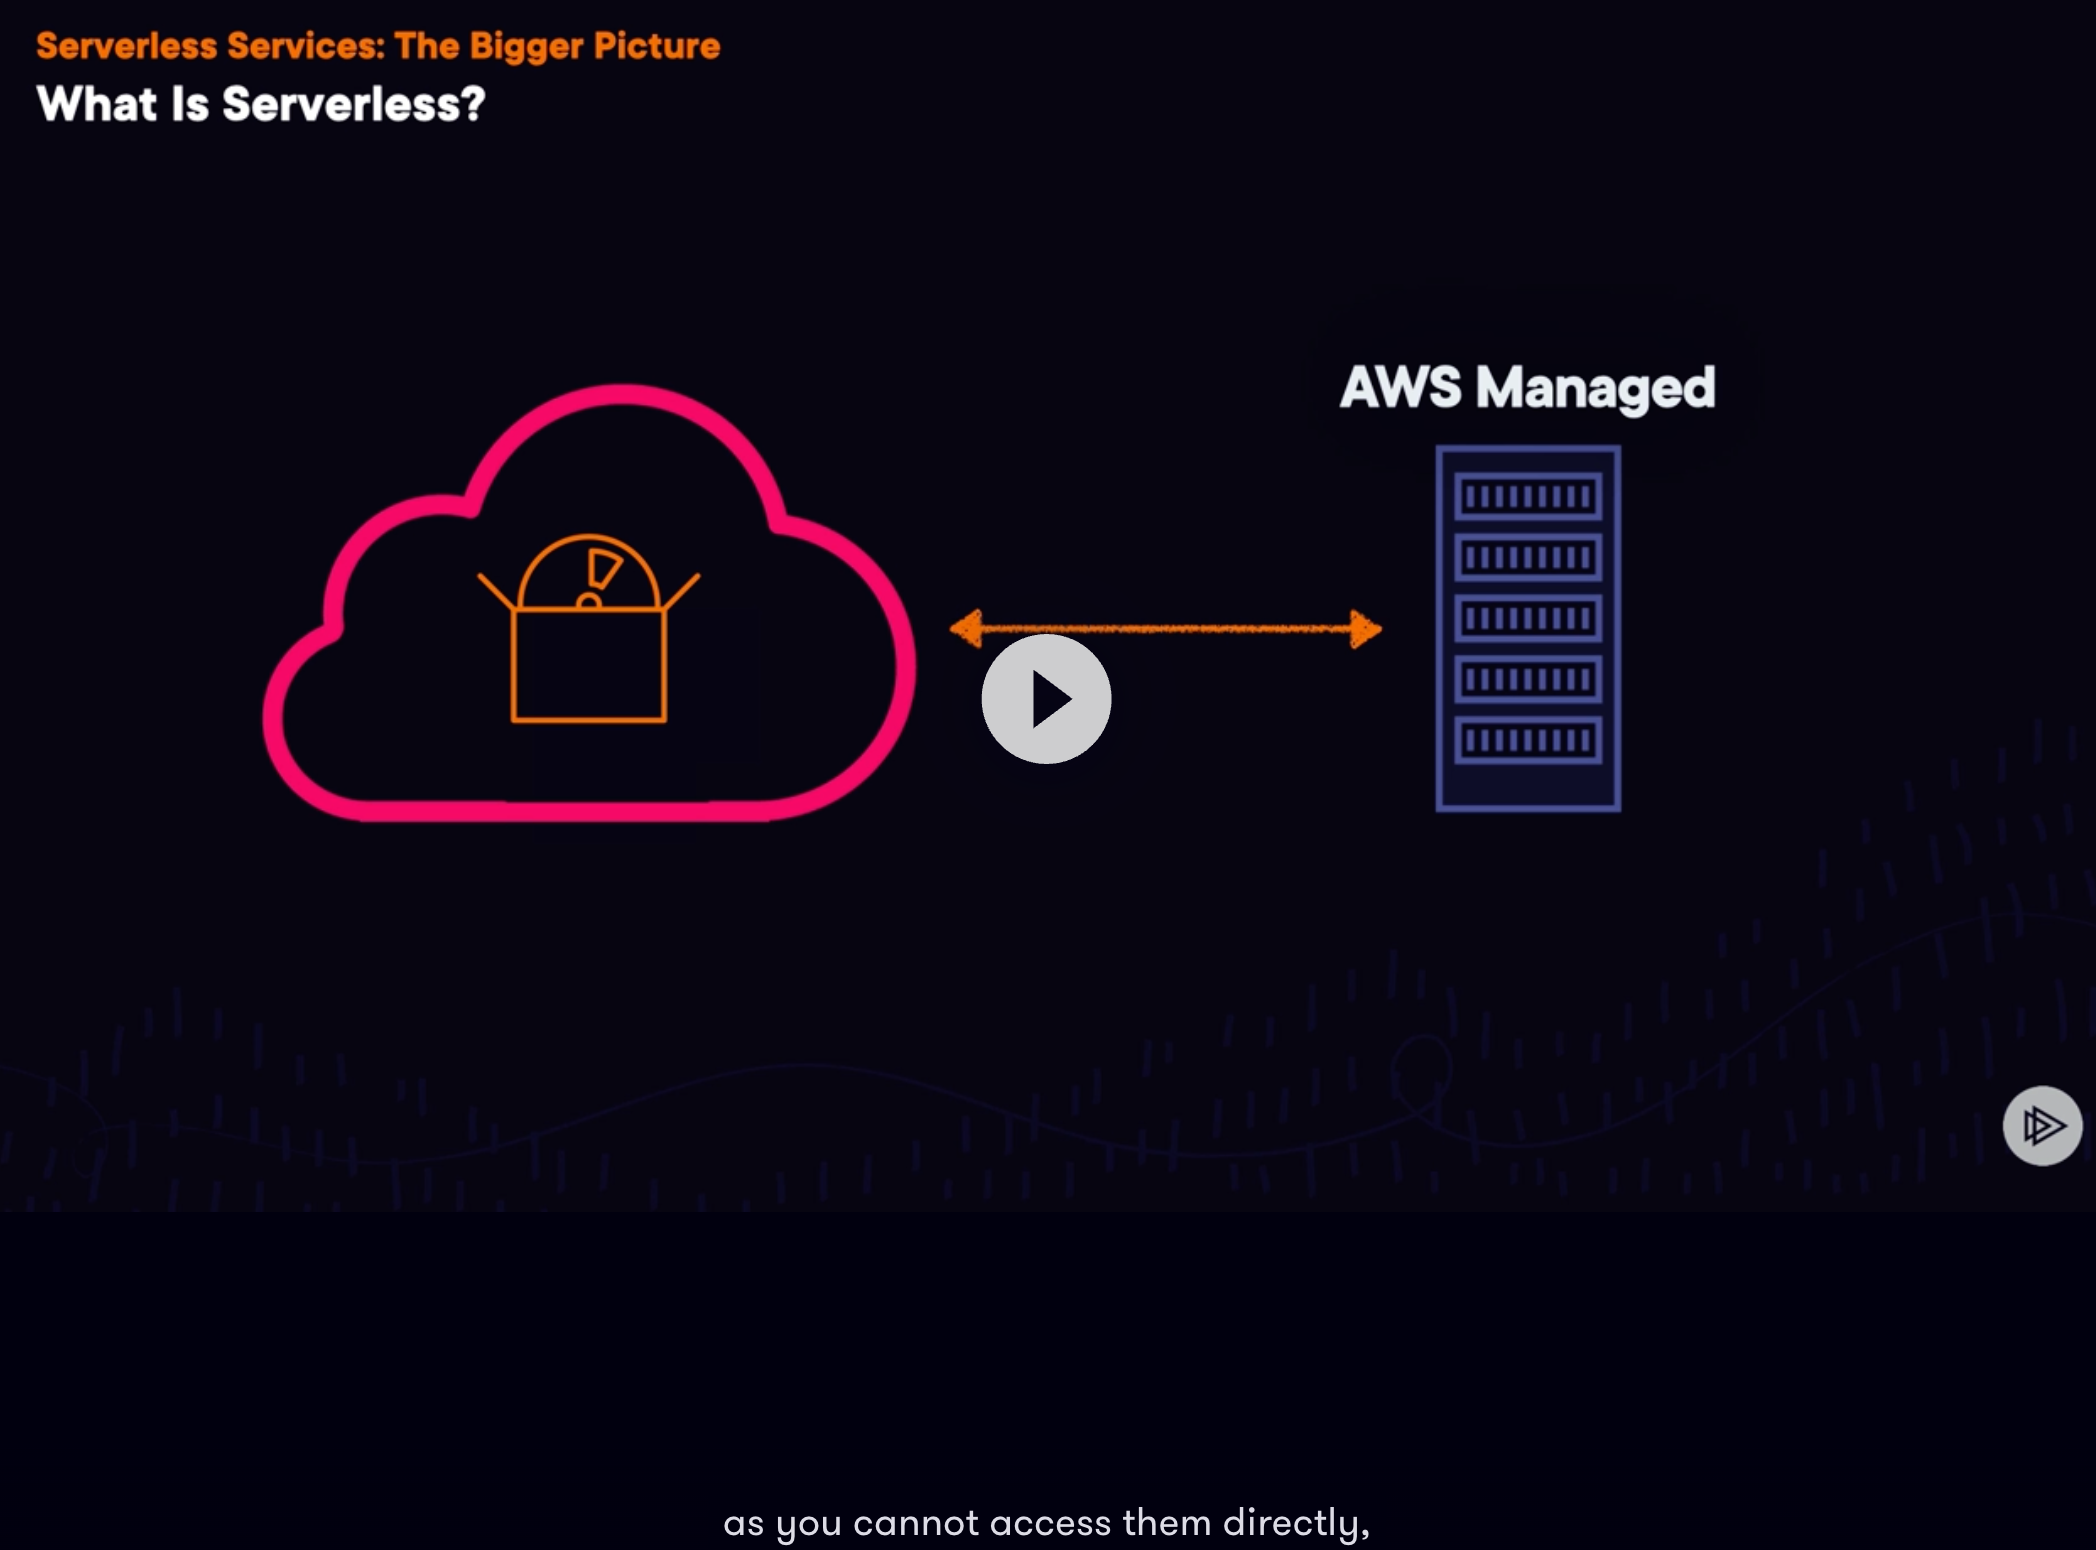 Serverless Services: The Bigger Picture
What Is Serverless?
AWS Managed
as you cannot access them directly,